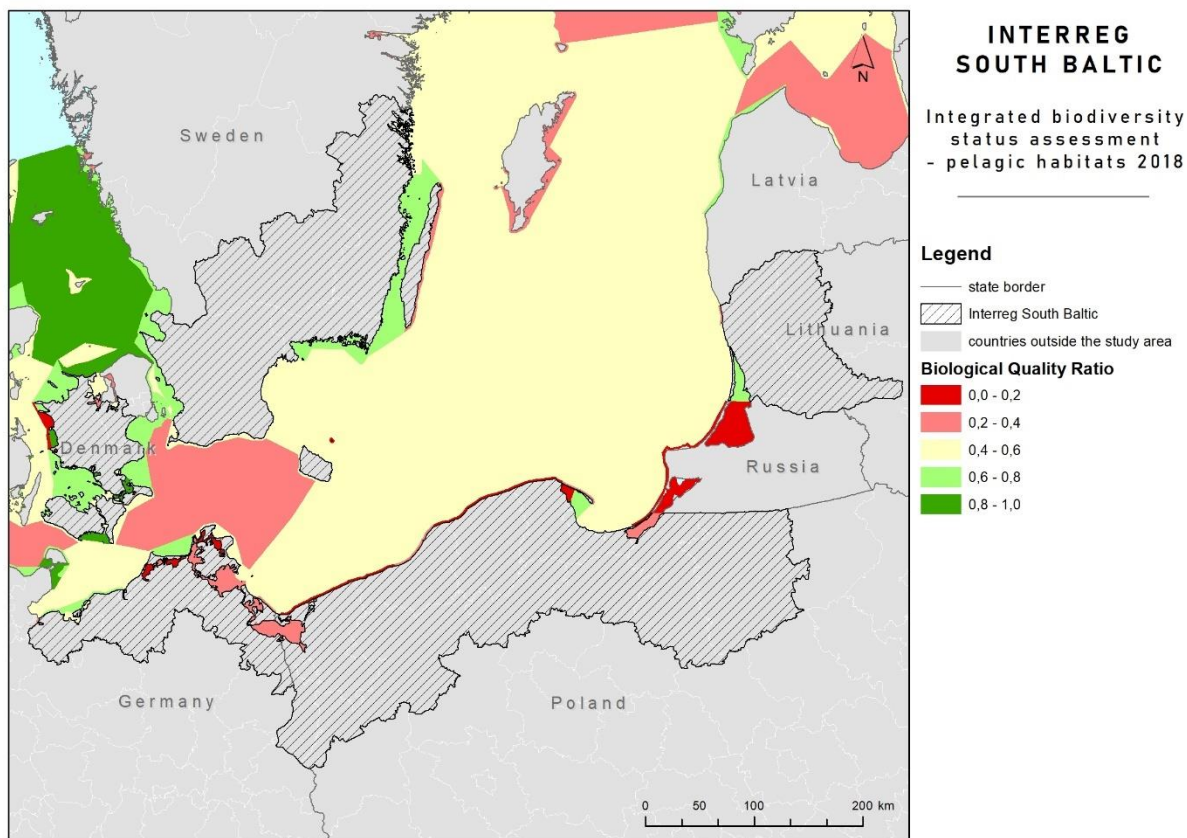 INTERREG
SOUTH BALTIC
Integrated biodiversity
status assessment
- pelagic habitats 2018
N
Sweden
Latvia
Lithuania
Denmark
Russia
Germany
Poland
0 50 100 200 km
Legend
state border
Interreg South Baltic
countries outside the study area
Biological Quality Ratio
0,0 - 0,2
0,2 - 0,4
0,4 - 0,6
0,6 - 0,8
0,8 - 1,0